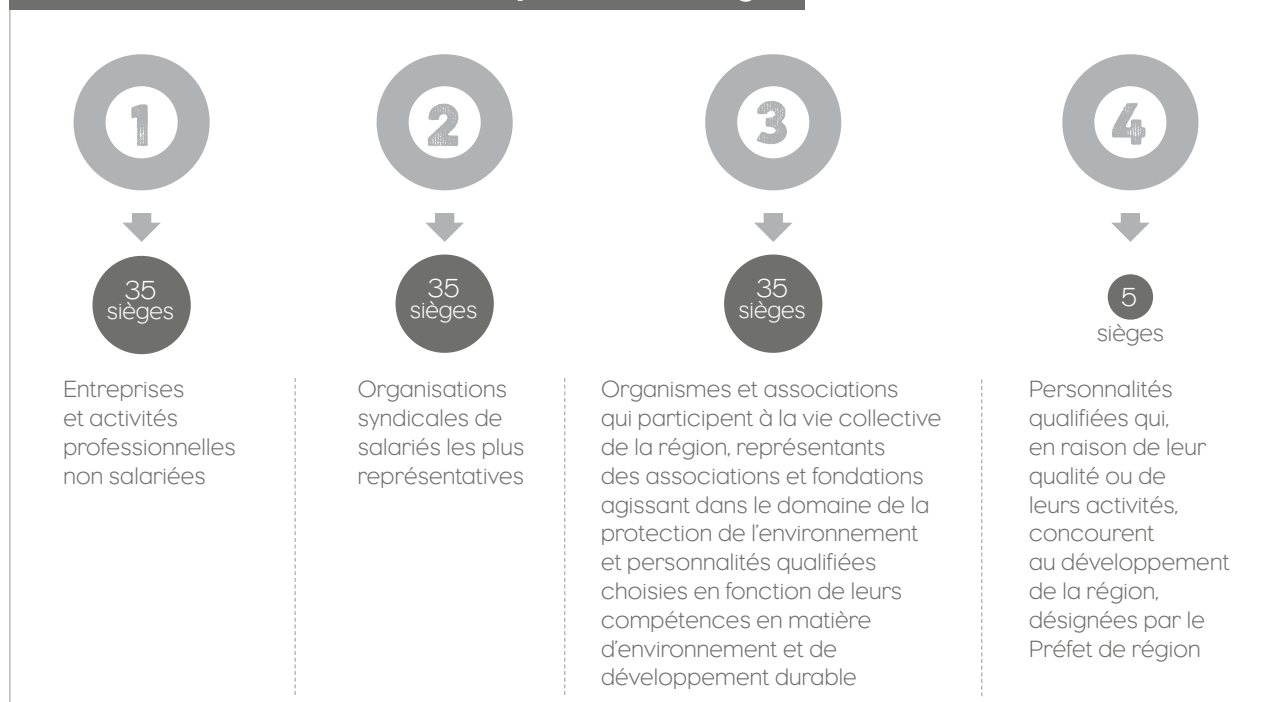 1
35
sièges
Entreprises
et activités
professionnelles
non salariées
2
35
sièges
Organisations
syndicales de
salariés les plus
représentatives
3
35
sièges
Organismes et associations
qui participent à la vie collective
de la région, représentants
des associations et fondations
agissant dans le domaine de la
protection de l'environnement
et personnalités qualifiées
choisies en fonction de leurs
compétences en matière
d'environnement et de
développement durable
4
5
sièges
Personnalités
qualifiées qui,
en raison de leur
qualité ou de
leurs activités,
concourent
au développement
de la région,
désignées par le
Préfet de région